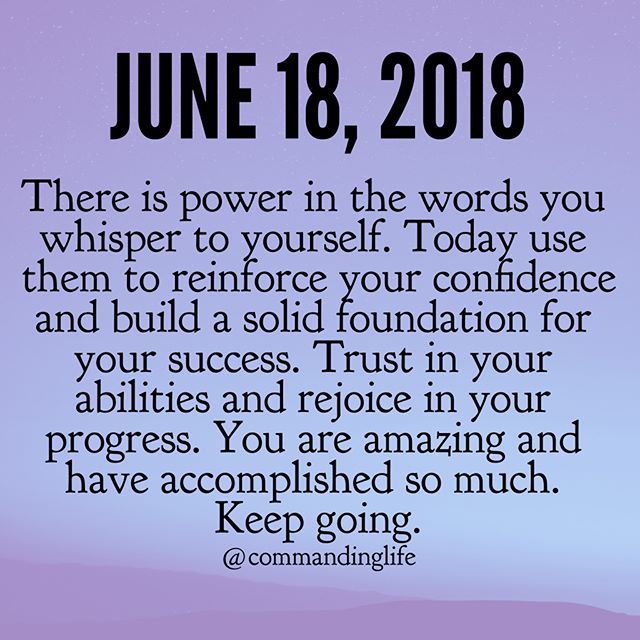 JUNE 18, 2018
There is power in the words you
whisper to yourself. Today use
them to reinforce your confidence
and build a solid foundation for
your success. Trust in your
abilities and rejoice in your
progress. You are amazing and
have accomplished so much.
Keep going.
@commandinglife